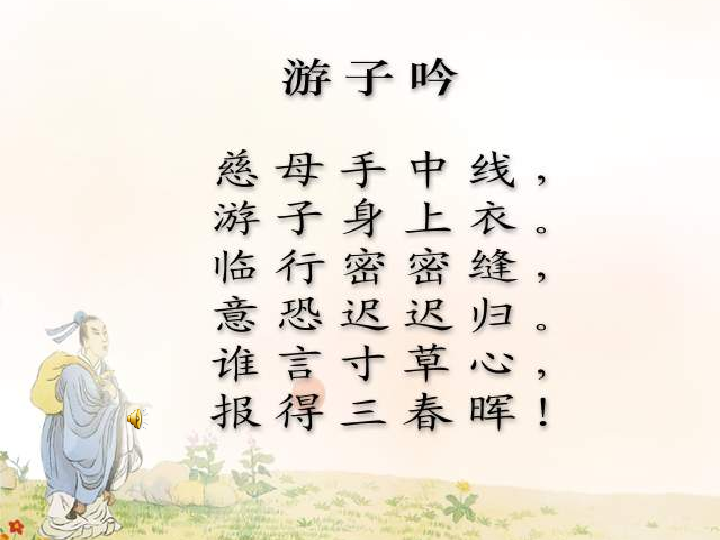 游子吟
慈母手中线，
游子身上衣。
临行密密缝，
意恐迟迟归。
谁言寸草心，
报得三春晖！